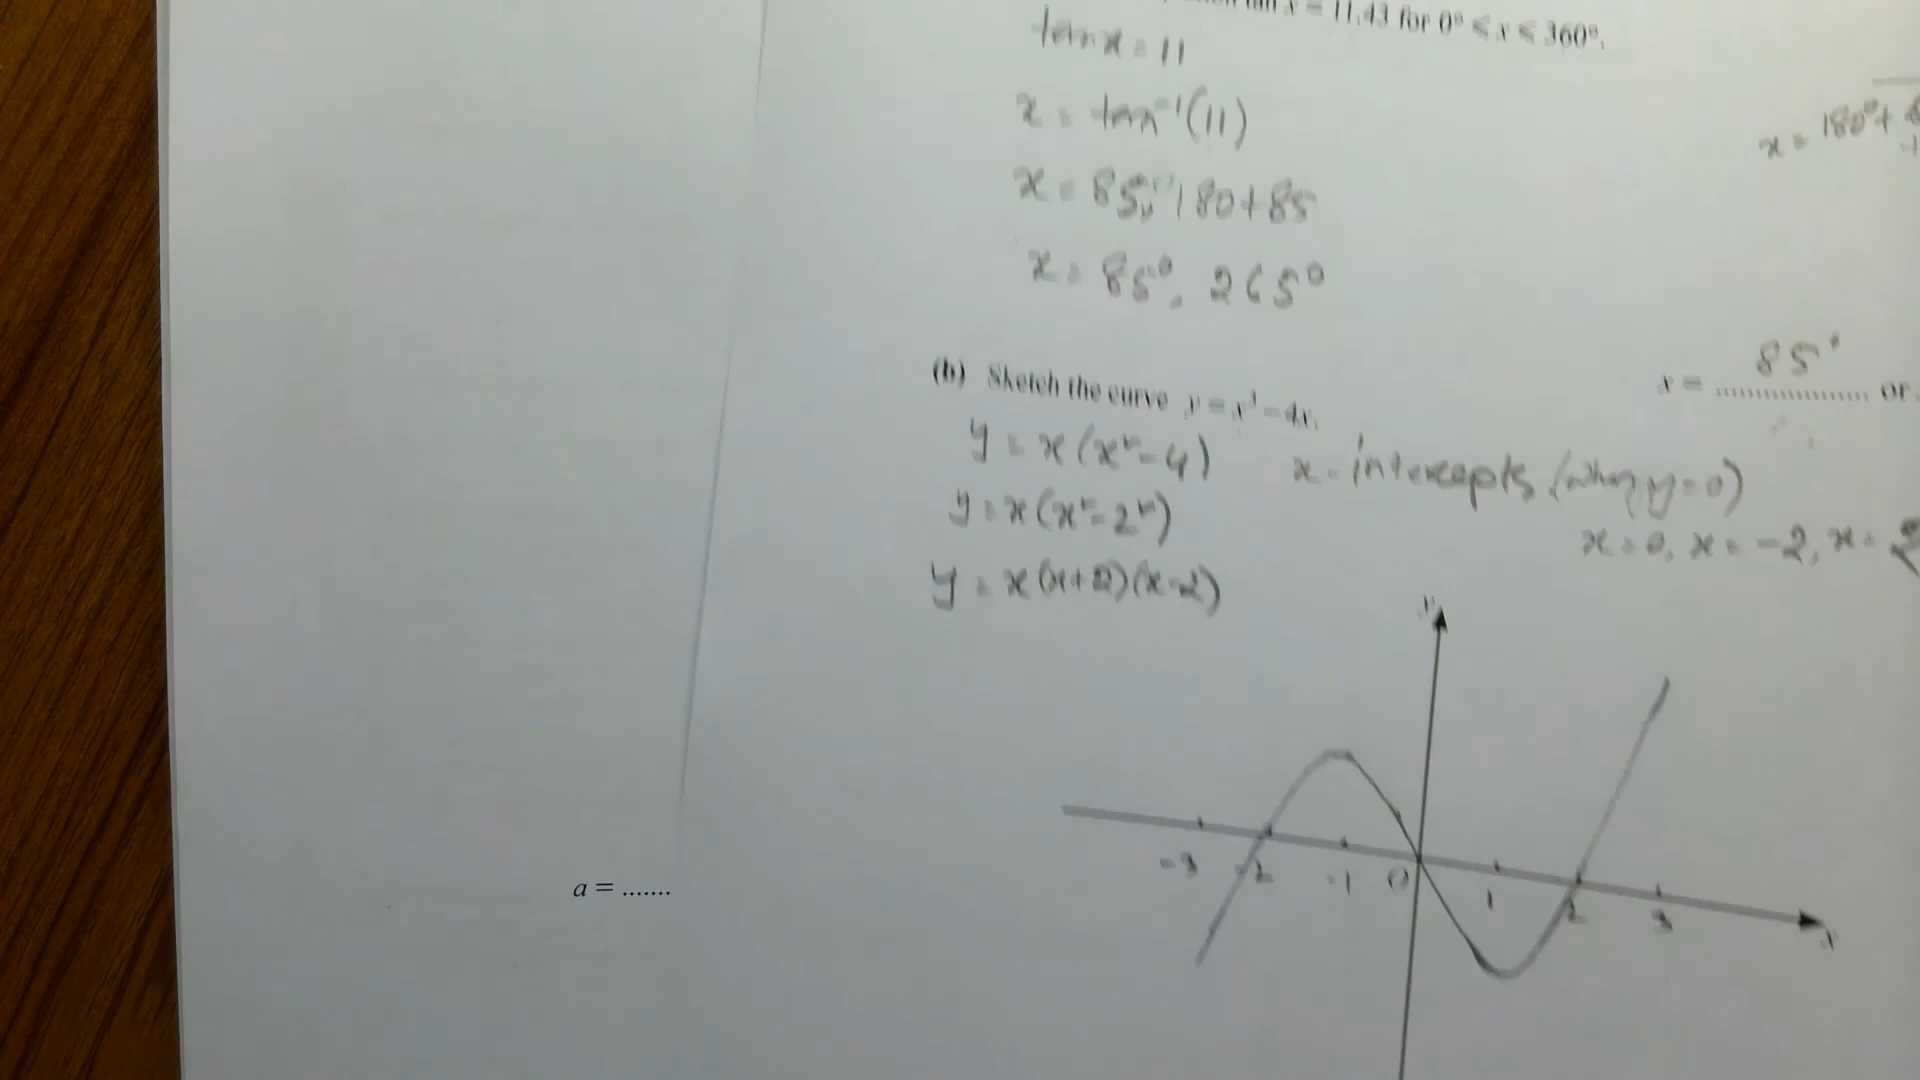 tan x = 11,43 for 0° ⩽ x ⩽ 360°.
tan x = 11
x = tan⁻¹(11)
x = 180° +
x = 85°, 180+85
x = 85°, 265°
x = 85° or
(b) Sketch the curve y = x³ − 4x.
y = x(x²-4)
x-intercepts (when y=0)
y = x(x²-2²)
x=0, x=-2, x=2
y = x(x+2)(x-2)
y
-3 -2 -1 0 1 2 3
x
a = .......